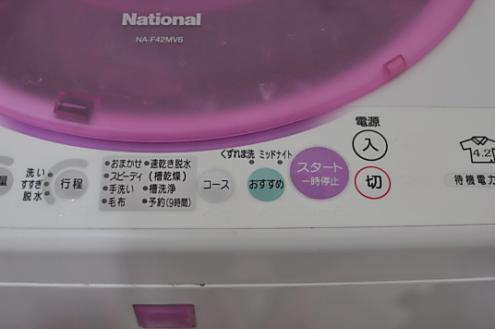 National
NA-F42MV6
電源
入
切
くずれま洗 ミッドナイト
スタート
一時停止
おすすめ
コース
・おまかせ ・速乾き脱水
・スピーディ (槽乾燥)
・手洗い ・槽洗浄
・毛布 ・予約(9時間)
洗い
すすぎ
脱水
行程
量
4.2
待機電力